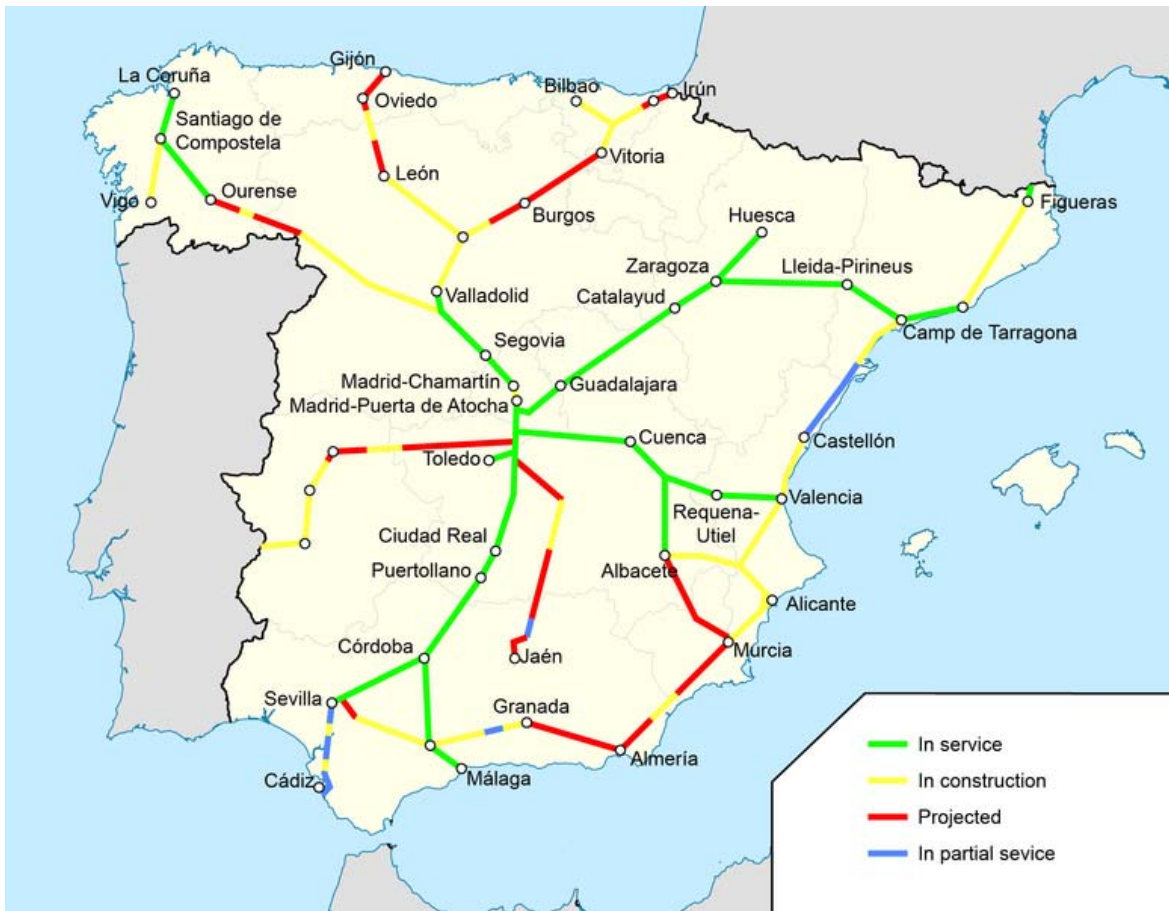 Gijón
La Coruña
Bilbao
Irún
Oviedo
Santiago de
Compostela
Vitoria
León
Vigo
Ourense
Burgos
Figueras
Huesca
Zaragoza
Lleida-Pirineus
Valladolid
Catalayud
Camp de Tarragona
Segovia
Madrid-Chamartín
Guadalajara
Madrid-Puerta de Atocha
Cuenca
Castellón
Toledo
Valencia
Requena-
Utiel
Ciudad Real
Puertollano
Albacete
Alicante
Córdoba
Jaén
Murcia
Sevilla
Granada
Almería
Cádiz
Málaga
In service
In construction
Projected
In partial sevice